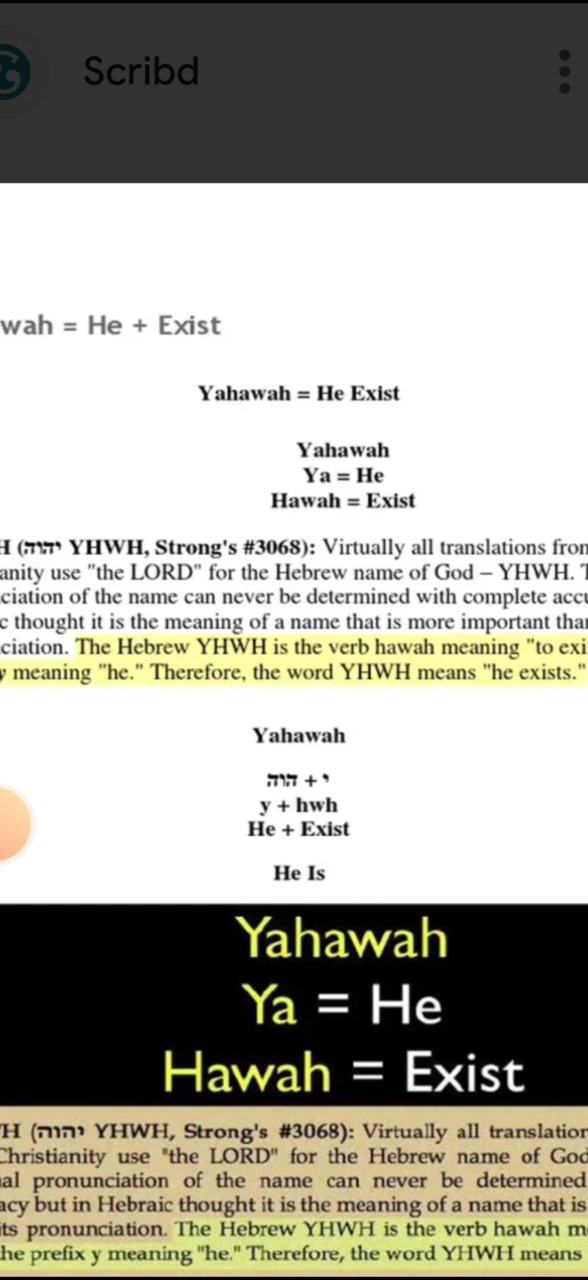 Scribd
wah = He + Exist
Yahawah = He Exist
Yahawah
Ya = He
Hawah = Exist
H (יהוה YHWH, Strong's #3068): Virtually all translations from
anity use "the LORD" for the Hebrew name of God – YHWH. T
ciation of the name can never be determined with complete accu
c thought it is the meaning of a name that is more important than
ciation. The Hebrew YHWH is the verb hawah meaning "to exi
y meaning "he." Therefore, the word YHWH means "he exists."
Yahawah
הוה + י
y + hwh
He + Exist
He Is
Yahawah
Ya = He
Hawah = Exist
H (יהוה YHWH, Strong's #3068): Virtually all translation
Christianity use "the LORD" for the Hebrew name of God
al pronunciation of the name can never be determined
acy but in Hebraic thought it is the meaning of a name that is
its pronunciation. The Hebrew YHWH is the verb hawah m
he prefix y meaning "he." Therefore, the word YHWH means